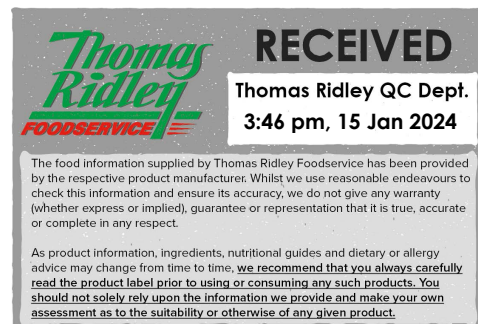 Thomas
Ridley
FOODSERVICE
RECEIVED
Thomas Ridley QC Dept.
3:46 pm, 15 Jan 2024
The food information supplied by Thomas Ridley Foodservice has been provided
by the respective product manufacturer. Whilst we use reasonable endeavours to
check this information and ensure its accuracy, we do not give any warranty
(whether express or implied), guarantee or representation that it is true, accurate
or complete in any respect.
As product information, ingredients, nutritional guides and dietary or allergy
advice may change from time to time, we recommend that you always carefully
read the product label prior to using or consuming any such products. You
should not solely rely upon the information we provide and make your own
assessment as to the suitability or otherwise of any given product.